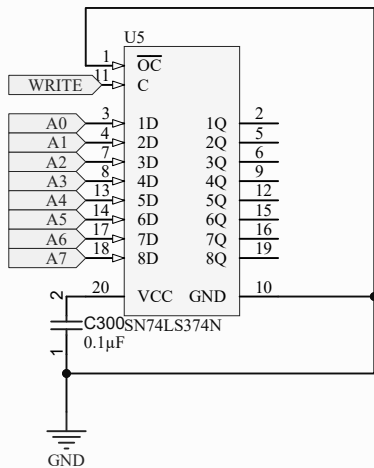 U5
1 OC
WRITE 11 C
A0 3 1D 1Q 2
A1 4 2D 2Q 5
A2 7 3D 3Q 6
A3 8 4D 4Q 9
A4 13 5D 5Q 12
A5 14 6D 6Q 15
A6 17 7D 7Q 16
A7 18 8D 8Q 19
20 VCC GND 10
SN74LS374N
2
C300
0.1µF
1
GND